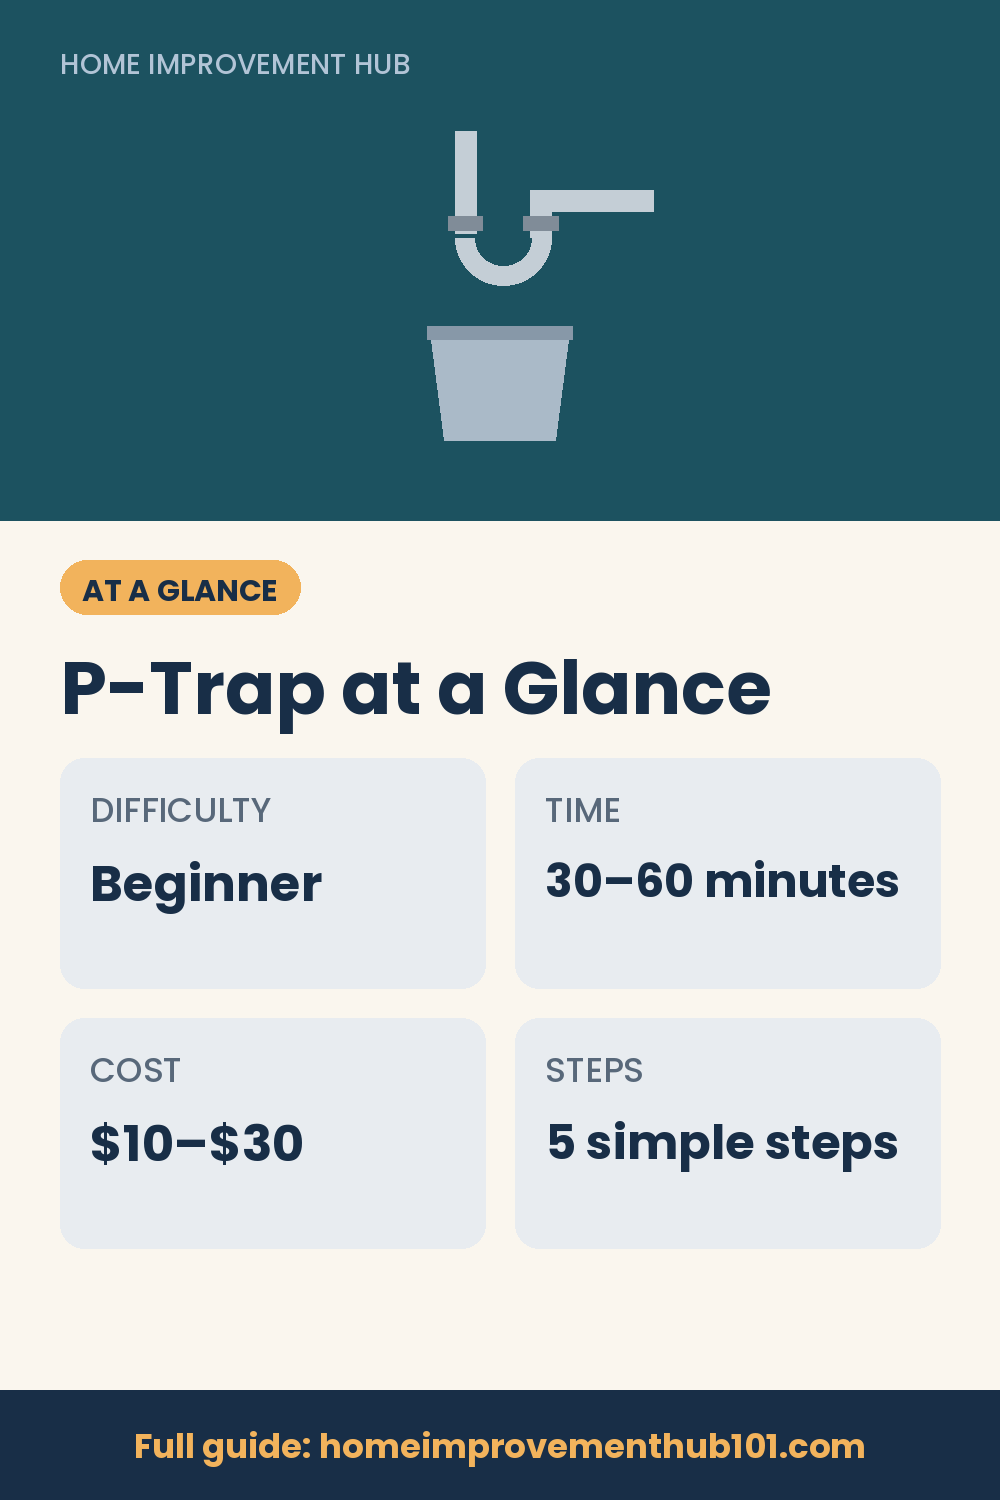 HOME IMPROVEMENT HUB
AT A GLANCE
P-Trap at a Glance
DIFFICULTY
Beginner
TIME
30–60 minutes
COST
$10–$30
STEPS
5 simple steps
Full guide: homeimprovementhub101.com